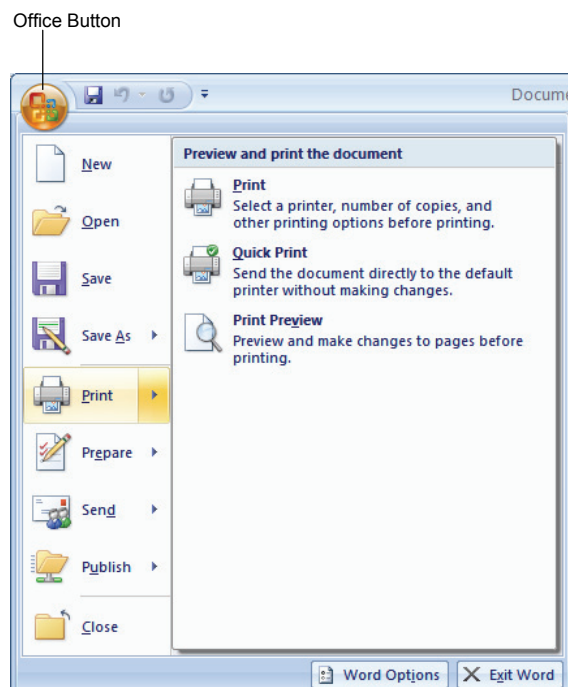 Office Button
Docume
New
Open
Save
Save As
Print
Prepare
Send
Publish
Close
Preview and print the document
Print
Select a printer, number of copies, and
other printing options before printing.
Quick Print
Send the document directly to the default
printer without making changes.
Print Preview
Preview and make changes to pages before
printing.
Word Options
Exit Word